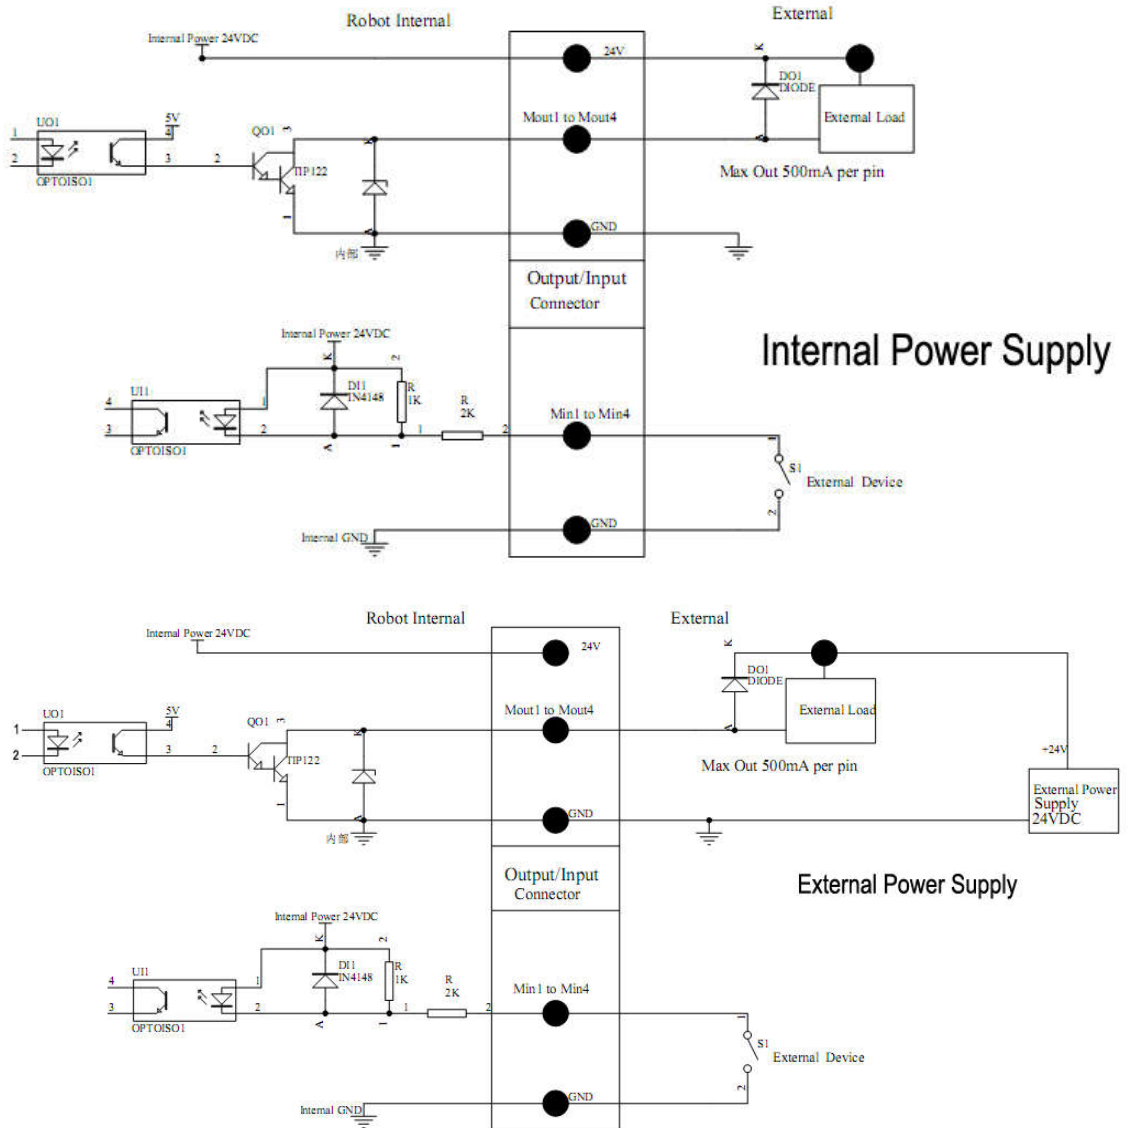 Robot Internal
External
Internal Power 24VDC
24V
K
DO1
DIODE
External Load
Mout1 to Mout4
A
Max Out 500mA per pin
UO1
5V
1
4
2
3
2
OPTOISO1
QO1
3
TIP122
1
K
A
GND
内部
Output/Input
Connector
Internal Power Supply
Internal Power 24VDC
K
2
DI1
IN4148
R
1K
R
2K
UI1
4
1
3
2
OPTOISO1
A
1
1
2
Min1 to Min4
1
S1
External Device
2
Internal GND
GND
Robot Internal
External
Internal Power 24VDC
24V
K
DO1
DIODE
External Load
Mout1 to Mout4
A
Max Out 500mA per pin
+24V
External Power
Supply
24VDC
UO1
5V
1
4
2
3
2
OPTOISO1
QO1
3
TIP122
1
K
A
GND
内部
Output/Input
Connector
External Power Supply
Internal Power 24VDC
K
2
DI1
IN4148
R
1K
R
2K
UI1
4
1
3
2
OPTOISO1
A
1
1
2
Min1 to Min4
1
S1
External Device
2
Internal GND
GND